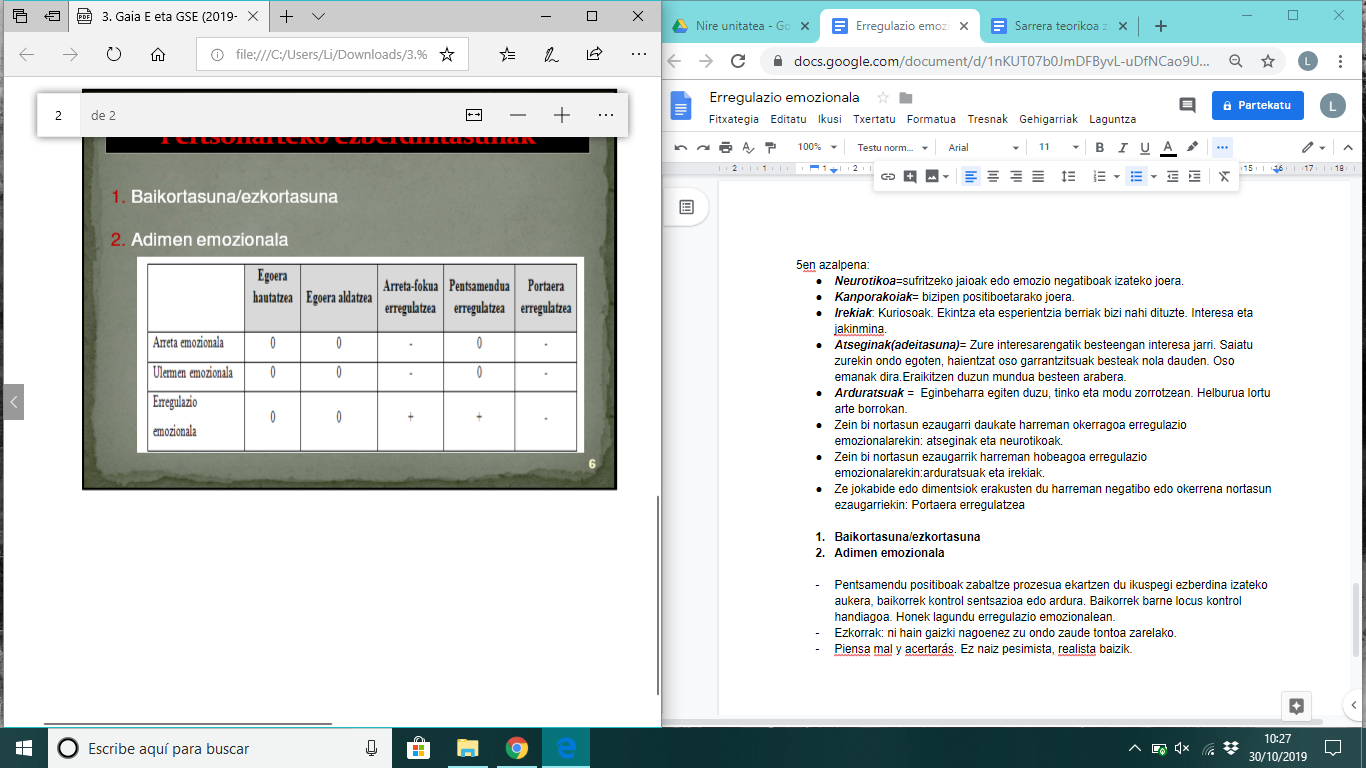 3. Gaia E eta GSE (2019-
file:///C:/Users/Li/Downloads/3.%
2 de 2
Pertsonarteko ezberdintasunak
1. Baikortasuna/ezkortasuna
2. Adimen emozionala
Egoera hautatzea Egoera aldatzea Arreta-fokua erregulatzea Pentsamendua erregulatzea Portaera erregulatzea
Arreta emozionala 0 0 - 0 -
Ulermen emozionala 0 0 - 0 -
Erregulazio emozionala 0 0 + + -
6
Nire unitatea - Go
Erregulazio emozi
Sarrera teorikoa z
docs.google.com/document/d/1nKUT07b0JmDFByvL-uDfNCao9U...
L
Erregulazio emozionala
Partekatu
L
Fitxategia Editatu Ikusi Txertatu Formatua Tresnak Gehigarriak Laguntza
100% Testu norm... Arial 11 B I U A
2 1 1 2 15 16 17 18
5en azalpena:
● Neurotikoa=sufritzeko jaioak edo emozio negatiboak izateko joera.
● Kanporakoiak= bizipen positiboetarako joera.
● Irekiak: Kuriosoak. Ekintza eta esperientzia berriak bizi nahi dituzte. Interesa eta
jakinmina.
● Atseginak(adeitasuna)= Zure interesarengatik besteengan interesa jarri. Saiatu
zurekin ondo egoten, haientzat oso garrantzitsuak besteak nola dauden. Oso
emanak dira.Eraikitzen duzun mundua besteen arabera.
● Arduratsuak = Eginbeharra egiten duzu, tinko eta modu zorrotzean. Helburua lortu
arte borrokan.
● Zein bi nortasun ezaugarri daukate harreman okerragoa erregulazio
emozionalarekin: atseginak eta neurotikoak.
● Zein bi nortasun ezaugarrik harreman hobeagoa erregulazio
emozionalarekin:arduratsuak eta irekiak.
● Ze jokabide edo dimentsiok erakusten du harreman negatibo edo okerrena nortasun
ezaugarriekin: Portaera erregulatzea
1. Baikortasuna/ezkortasuna
2. Adimen emozionala
- Pentsamendu positiboak zabaltze prozesua ekartzen du ikuspegi ezberdina izateko
aukera, baikorrek kontrol sentsazioa edo ardura. Baikorrek barne locus kontrol
handiagoa. Honek lagundu erregulazio emozionalean.
- Ezkorrak: ni hain gaizki nagoenez zu ondo zaude tontoa zarelako.
- Piensa mal y acertarás. Ez naiz pesimista, realista baizik.
Escribe aquí para buscar
10:27
30/10/2019